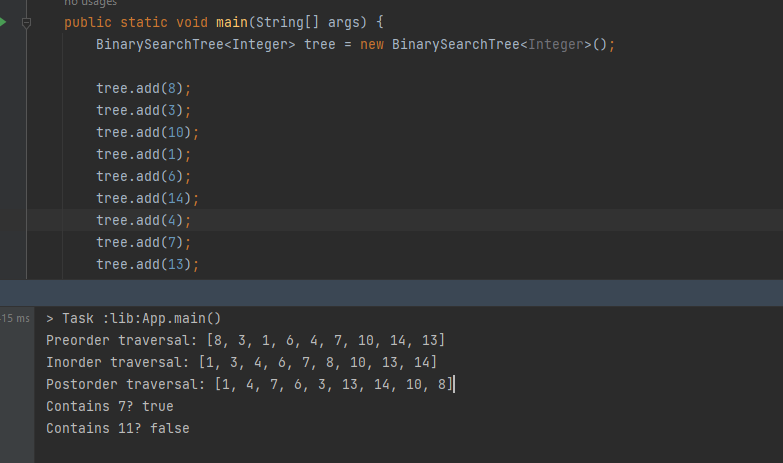 no usages
public static void main(String[] args) {
BinarySearchTree<Integer> tree = new BinarySearchTree<Integer>();
tree.add(8);
tree.add(3);
tree.add(10);
tree.add(1);
tree.add(6);
tree.add(14);
tree.add(4);
tree.add(7);
tree.add(13);
415 ms > Task :lib:App.main()
Preorder traversal: [8, 3, 1, 6, 4, 7, 10, 14, 13]
Inorder traversal: [1, 3, 4, 6, 7, 8, 10, 13, 14]
Postorder traversal: [1, 4, 7, 6, 3, 13, 14, 10, 8]
Contains 7? true
Contains 11? false